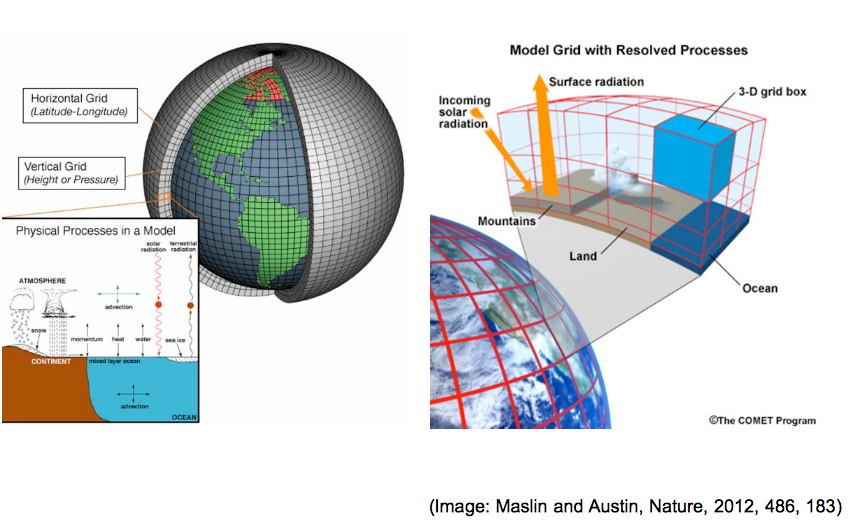 Horizontal Grid
(Latitude-Longitude)
Vertical Grid
(Height or Pressure)
Physical Processes in a Model
solar
radiation
terrestrial
radiation
ATMOSPHERE
advection
snow
momentum
heat
water
sea ice
CONTINENT
mixed layer ocean
advection
OCEAN
Model Grid with Resolved Processes
Surface radiation
Incoming
solar
radiation
3-D grid box
Mountains
Land
Ocean
©The COMET Program
(Image: Maslin and Austin, Nature, 2012, 486, 183)